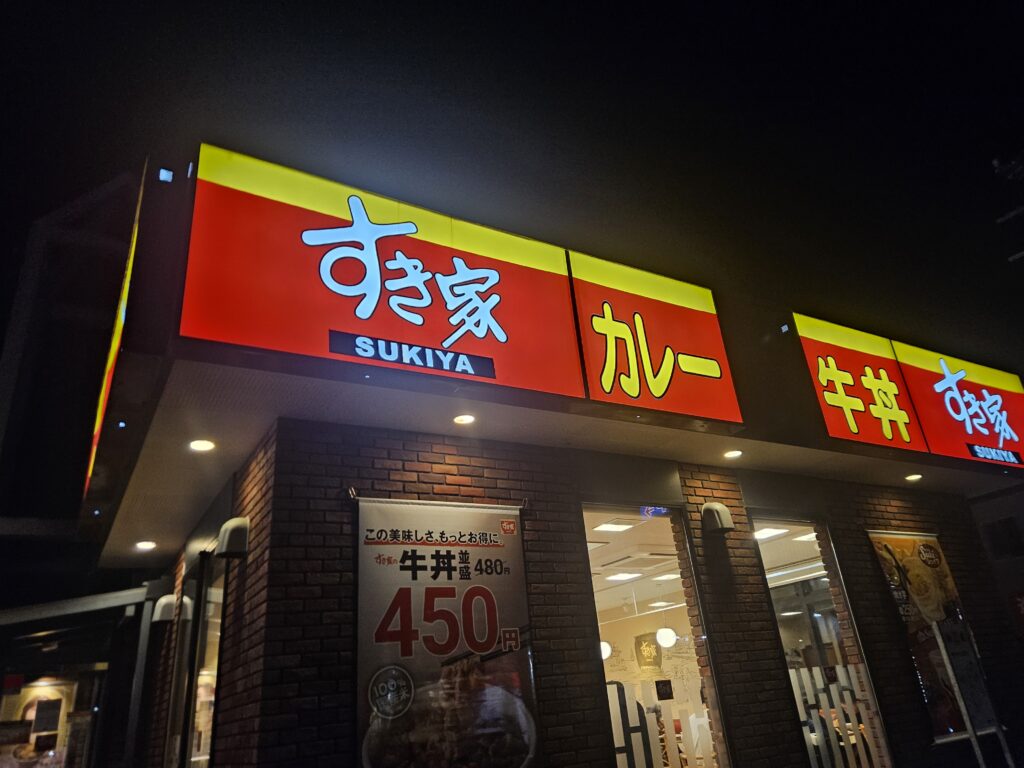 すき家
SUKIYA
カレー
牛丼
すき家
SUKIYA
この美味しさ、もっとお得に
すき家の 牛丼 並盛 480円
450円